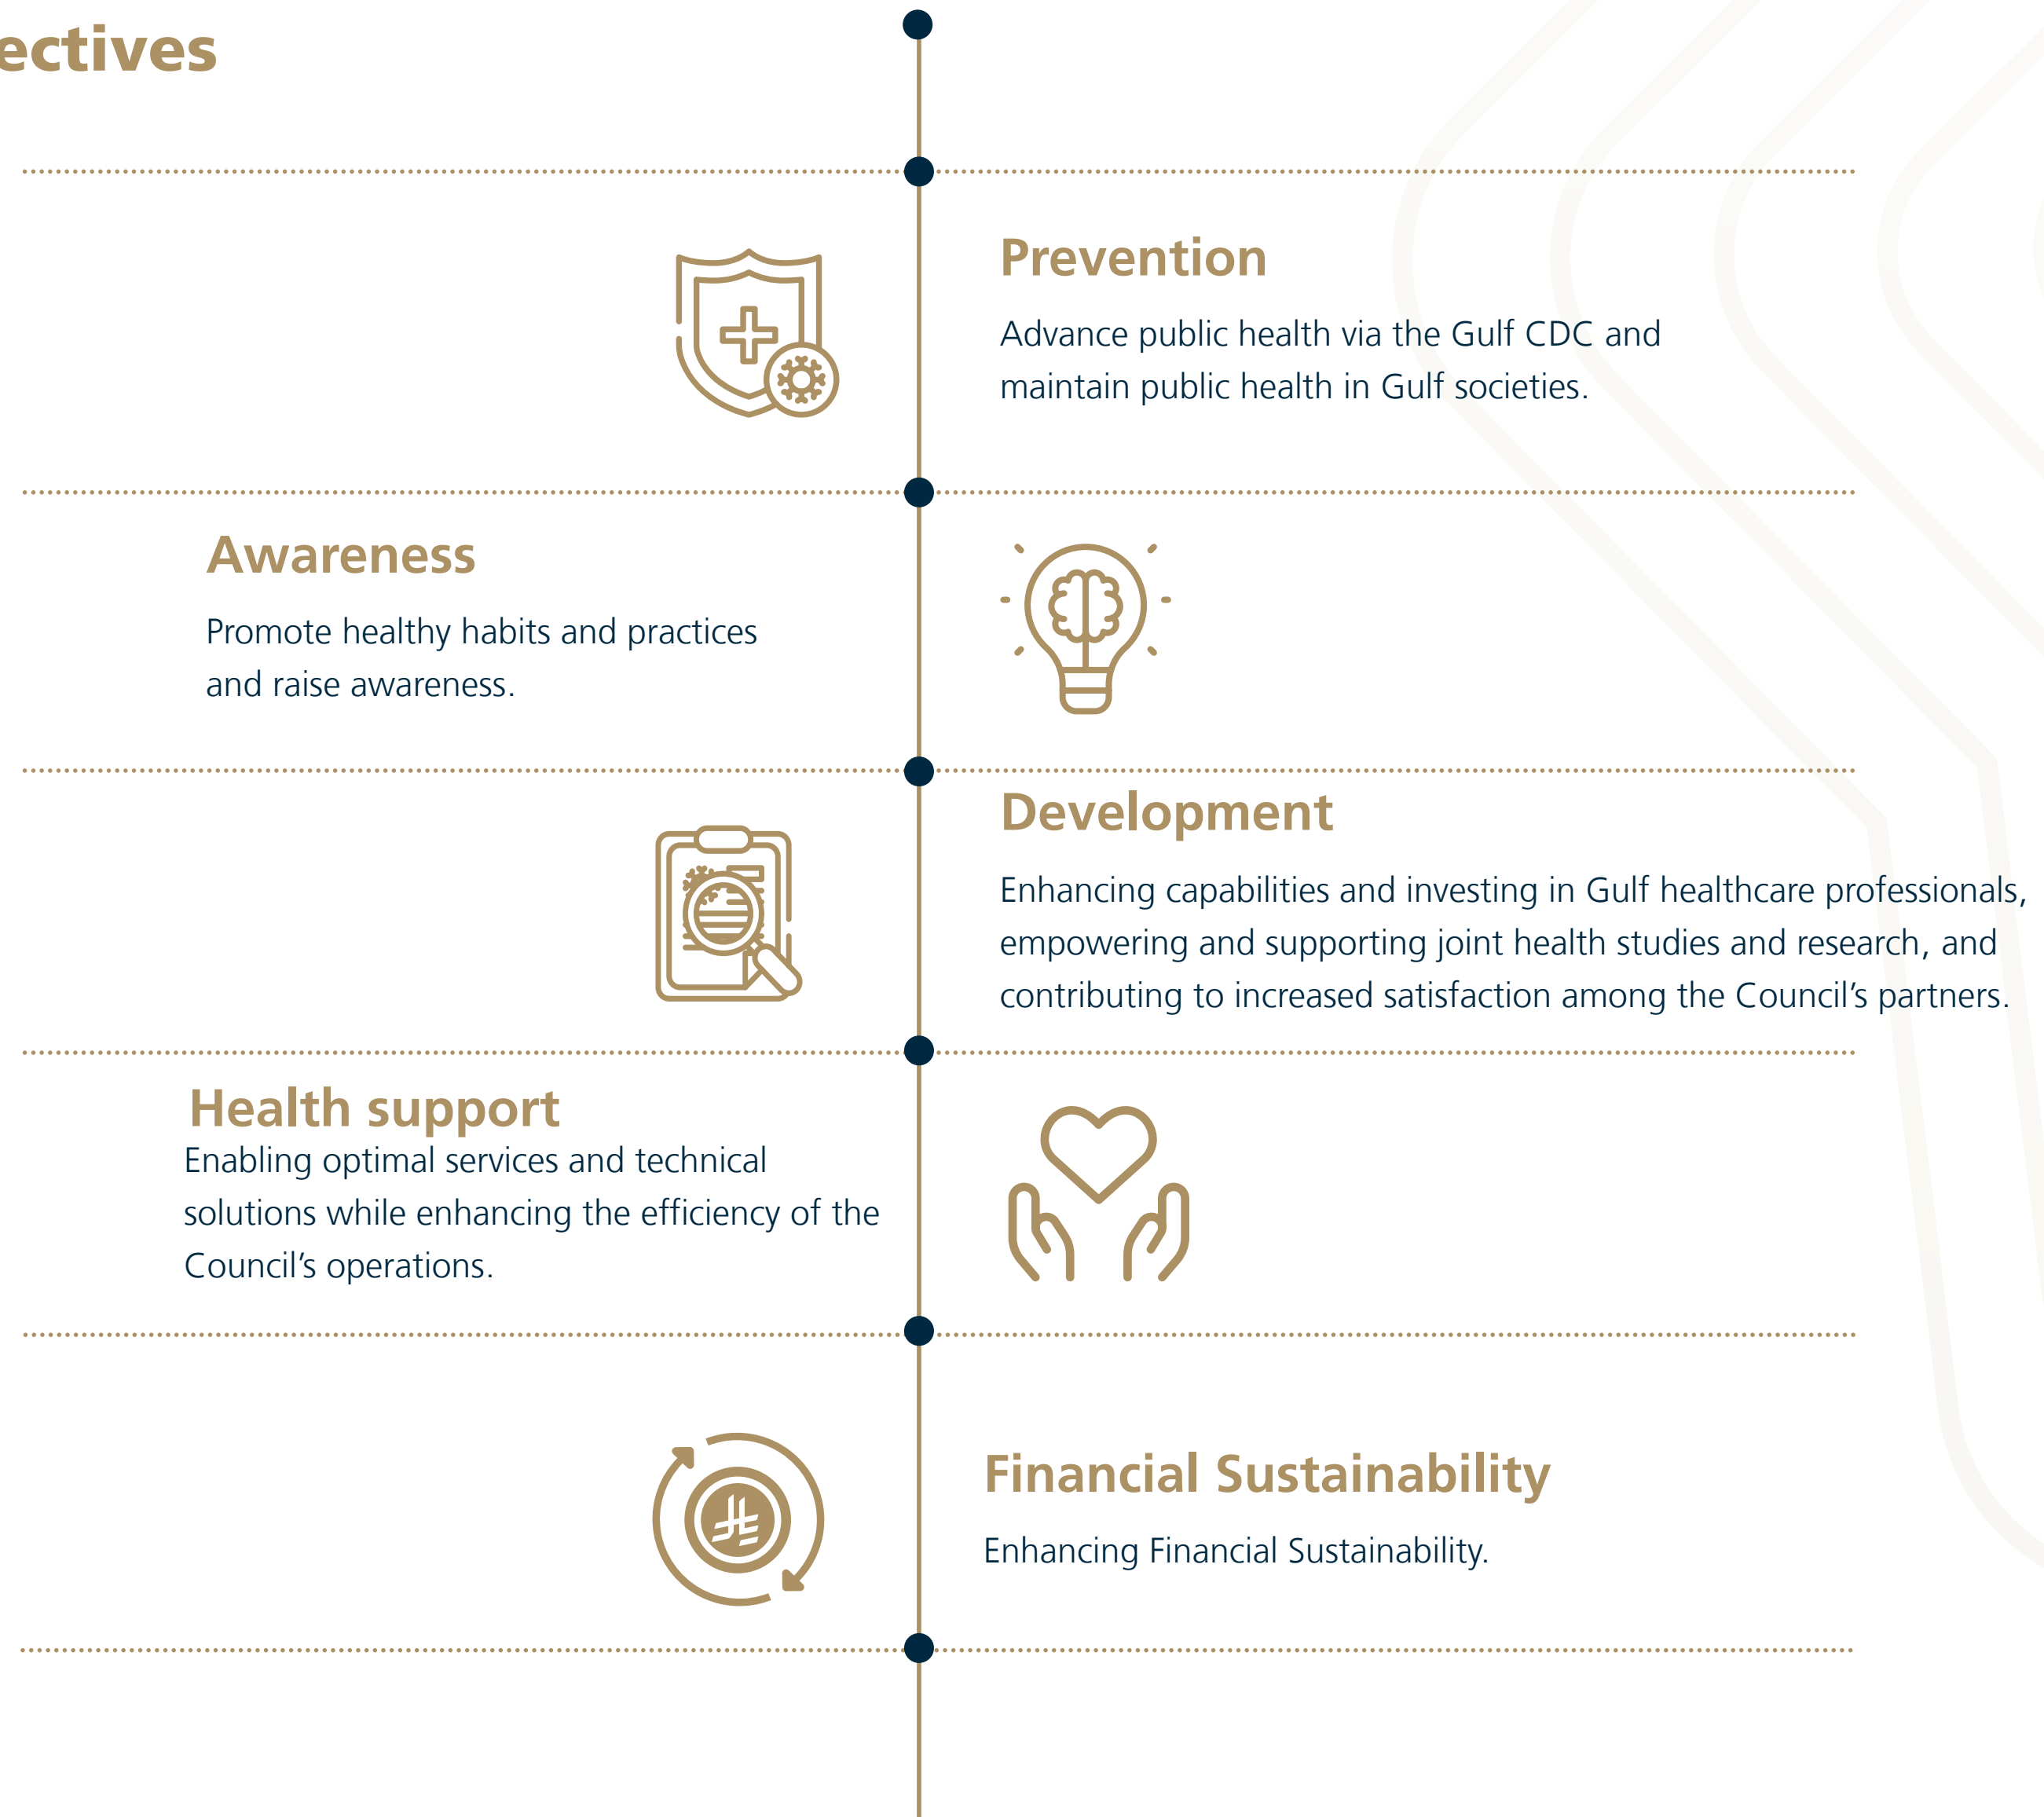 ectives
Prevention
Advance public health via the Gulf CDC and
maintain public health in Gulf societies.
Awareness
Promote healthy habits and practices
and raise awareness.
Development
Enhancing capabilities and investing in Gulf healthcare professionals,
empowering and supporting joint health studies and research, and
contributing to increased satisfaction among the Council’s partners.
Health support
Enabling optimal services and technical
solutions while enhancing the efficiency of the
Council’s operations.
Financial Sustainability
Enhancing Financial Sustainability.